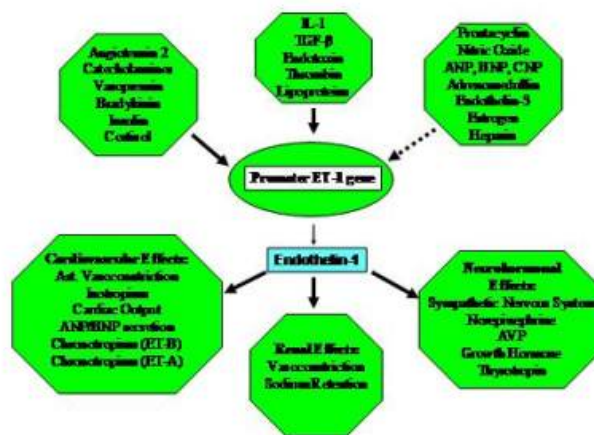 Angiotensin 2
Catecholamines
Vasopressin
Bradykinin
Insulin
Cortisol
IL-1
TGF-β
Endotoxin
Thrombin
Lipoproteins
Prostacyclin
Nitric Oxide
ANP, BNP, CNP
Adrenomedullin
Endothelin-3
Estrogen
Heparin
Promoter ET-1 gene
Endothelin-1
Cardiovascular Effects:
Vasoconstriction
Inotropism
Cardiac Output
ANP/BNP secretion
Chronotropism (ET-B)
Chronotropism (ET-A)
Renal Effects:
Vasoconstriction
Sodium Retention
Neurohormonal
Effects:
Sympathetic Nervous System
Norepinephrine
AVP
Growth Hormone
Thyrotropin